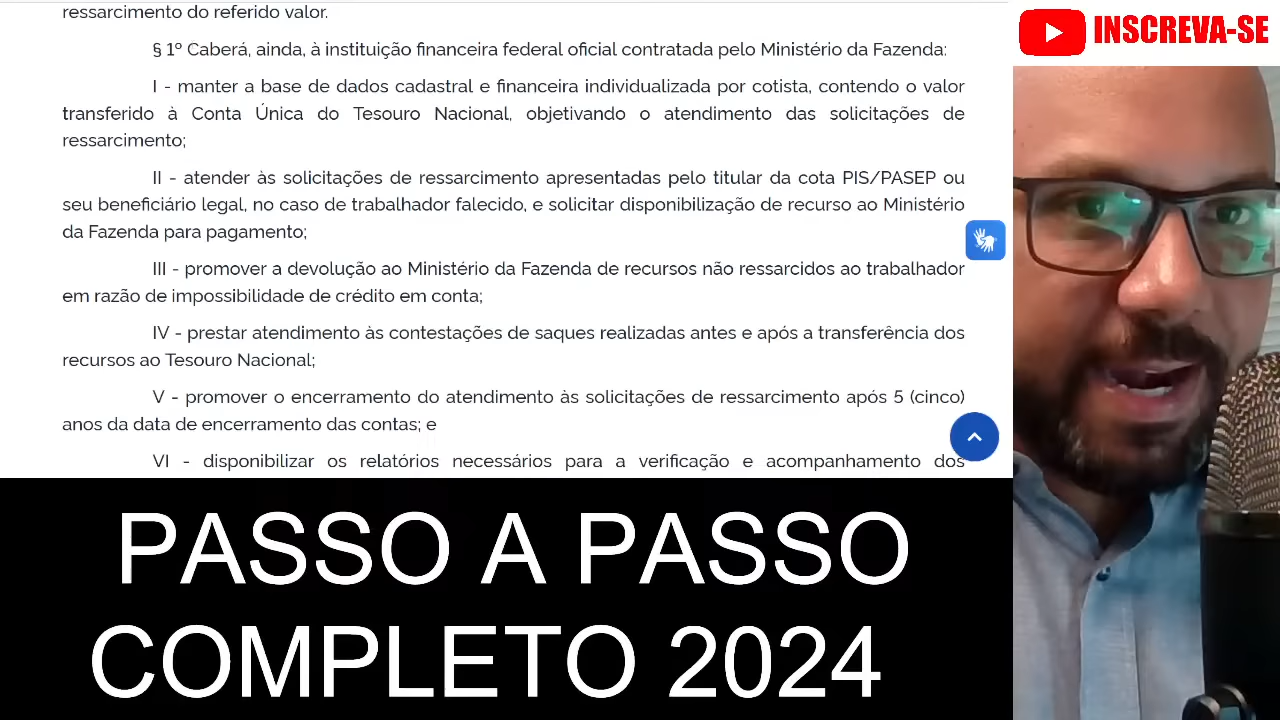 ressarcimento do referido valor.
INSCREVA-SE
§ 1º Caberá, ainda, à instituição financeira federal oficial contratada pelo Ministério da Fazenda:
I - manter a base de dados cadastral e financeira individualizada por cotista, contendo o valor
transferido à Conta Única do Tesouro Nacional, objetivando o atendimento das solicitações de
ressarcimento;
II - atender às solicitações de ressarcimento apresentadas pelo titular da cota PIS/PASEP ou
seu beneficiário legal, no caso de trabalhador falecido, e solicitar disponibilização de recurso ao Ministério
da Fazenda para pagamento;
III - promover a devolução ao Ministério da Fazenda de recursos não ressarcidos ao trabalhador
em razão de impossibilidade de crédito em conta;
IV - prestar atendimento às contestações de saques realizadas antes e após a transferência dos
recursos ao Tesouro Nacional;
V - promover o encerramento do atendimento às solicitações de ressarcimento após 5 (cinco)
anos da data de encerramento das contas; e
VI - disponibilizar os relatórios necessários para a verificação e acompanhamento dos
PASSO A PASSO
COMPLETO 2024